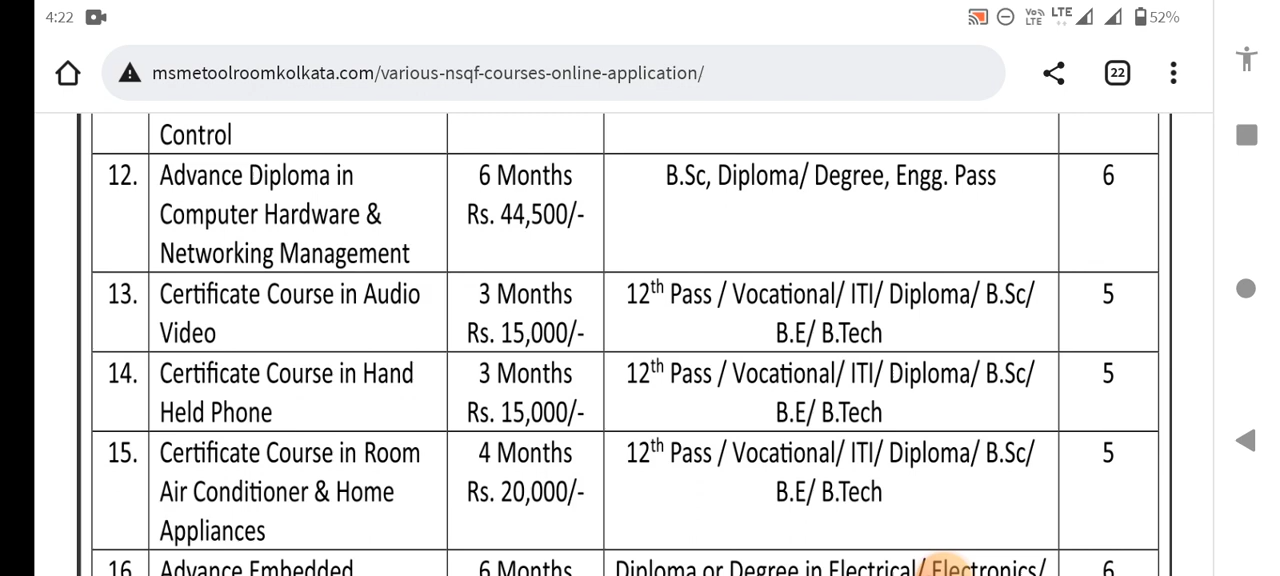 4:22
Vo)) LTE LTE 52%
msmetoolroomkolkata.com/various-nsqf-courses-online-application/
22
Control
12. Advance Diploma in 6 Months B.Sc, Diploma/ Degree, Engg. Pass 6
Computer Hardware & Rs. 44,500/-
Networking Management
13. Certificate Course in Audio 3 Months 12th Pass / Vocational/ ITI/ Diploma/ B.Sc/ 5
Video Rs. 15,000/- B.E/ B.Tech
14. Certificate Course in Hand 3 Months 12th Pass / Vocational/ ITI/ Diploma/ B.Sc/ 5
Held Phone Rs. 15,000/- B.E/ B.Tech
15. Certificate Course in Room 4 Months 12th Pass / Vocational/ ITI/ Diploma/ B.Sc/ 5
Air Conditioner & Home Rs. 20,000/- B.E/ B.Tech
Appliances
16. Advance Embedded 6 Months Diploma or Degree in Electrical/ Electronics/ 6